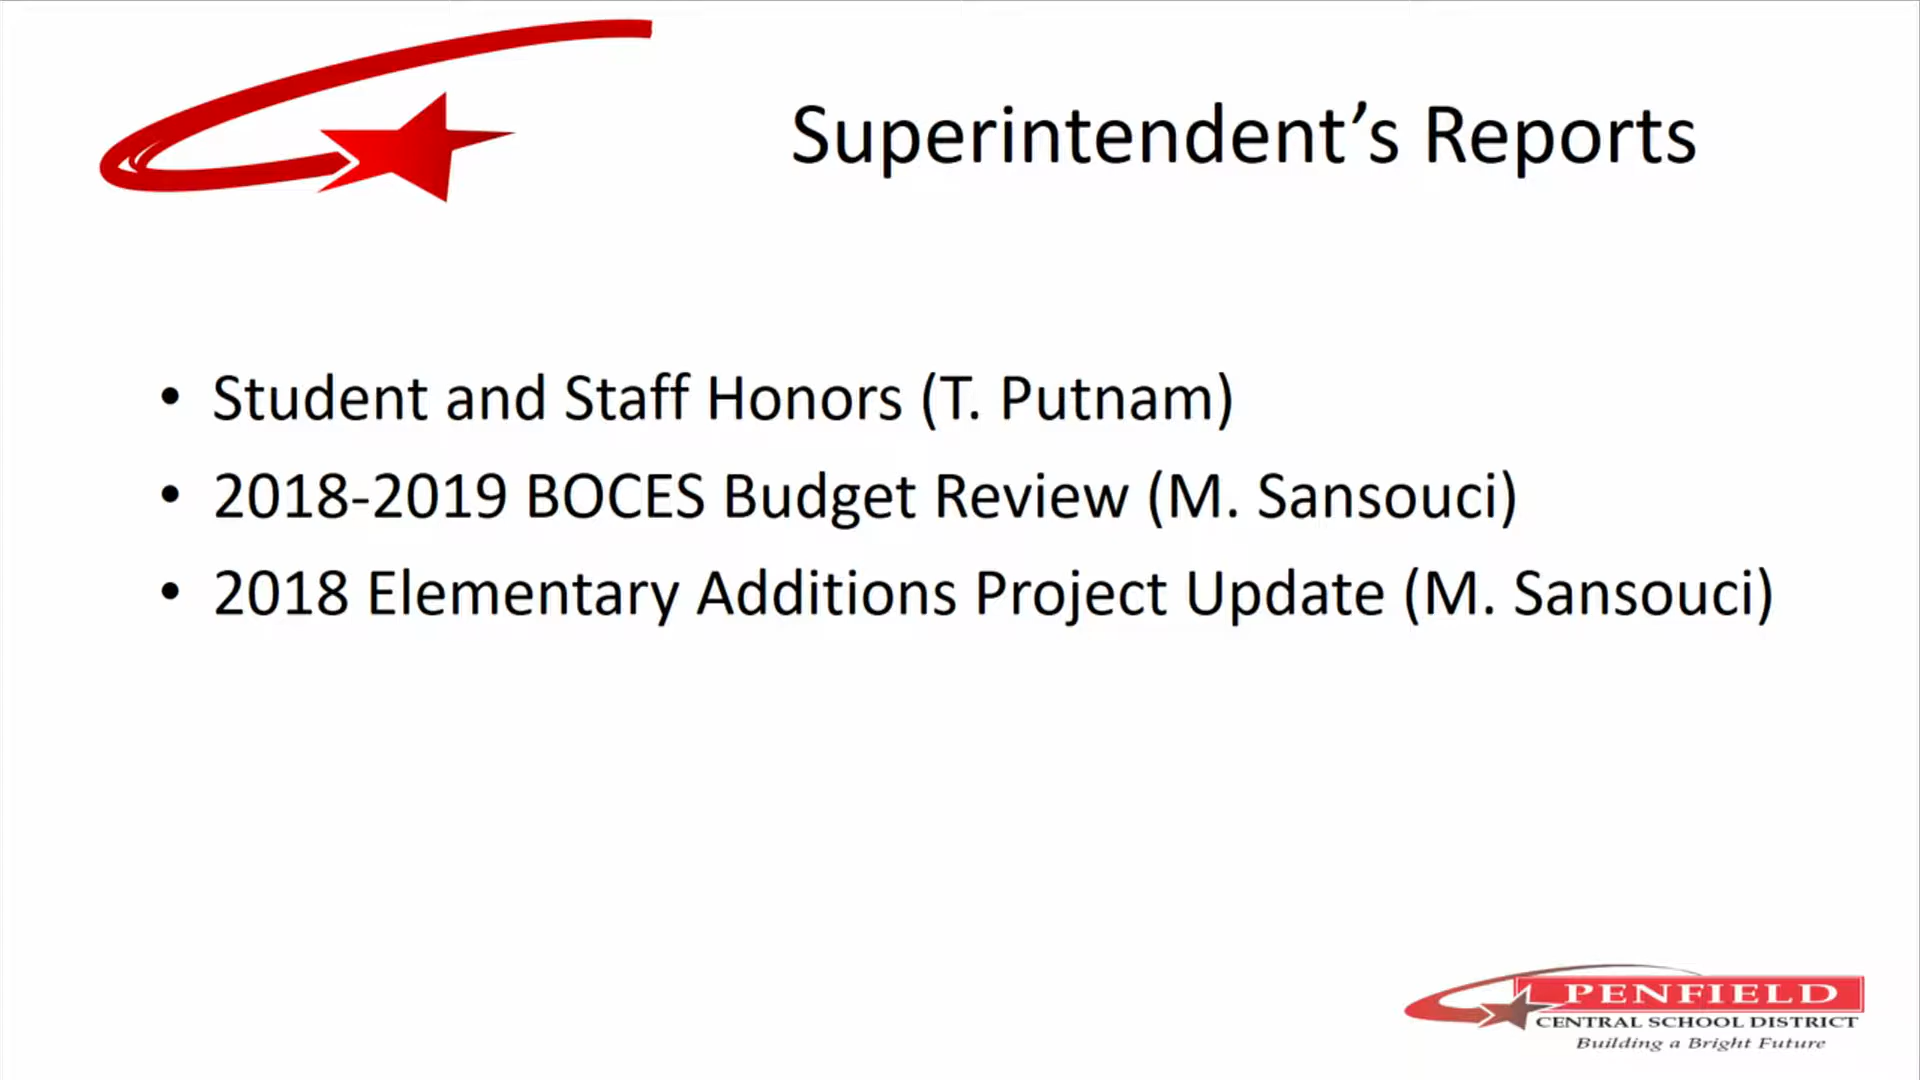 Superintendent’s Reports
• Student and Staff Honors (T. Putnam)
• 2018-2019 BOCES Budget Review (M. Sansouci)
• 2018 Elementary Additions Project Update (M. Sansouci)
PENFIELD
CENTRAL SCHOOL DISTRICT
Building a Bright Future